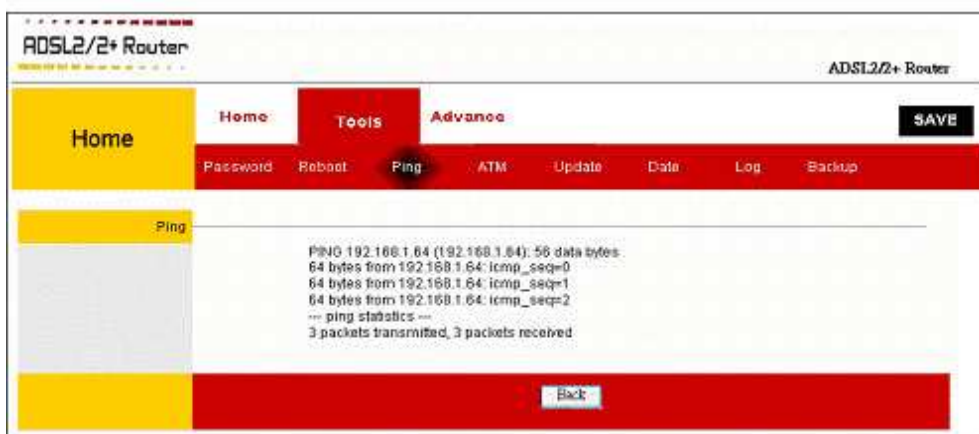 ADSL2/2+ Router
ADSL2/2+ Router
Home
Home Tools Advance
SAVE
Password Reboot Ping ATM Update Date Log Backup
Ping
PING 192.168.1.64 (192.168.1.64): 56 data bytes
64 bytes from 192.168.1.64: icmp_seq=0
64 bytes from 192.168.1.64: icmp_seq=1
64 bytes from 192.168.1.64: icmp_seq=2
--- ping statistics ---
3 packets transmitted, 3 packets received
Back